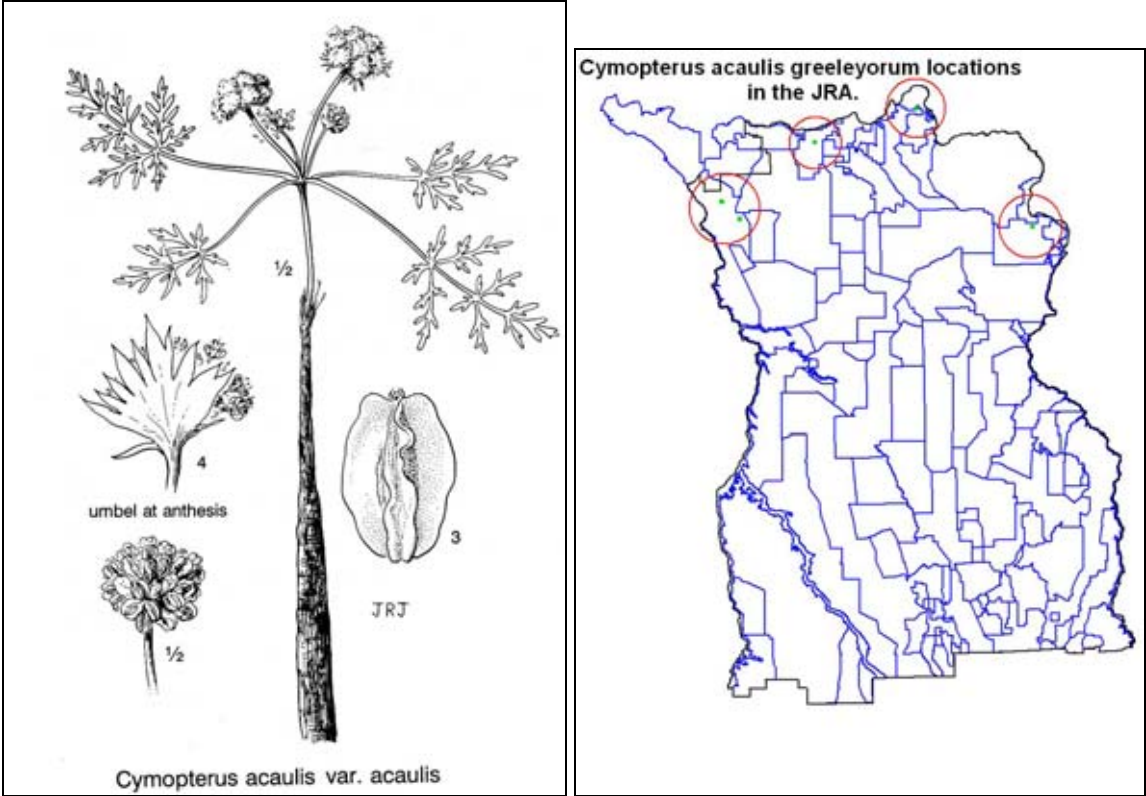 ½
4
umbel at anthesis
3
JRJ
½
Cymopterus acaulis var. acaulis
Cymopterus acaulis greeleyorum locations
in the JRA.